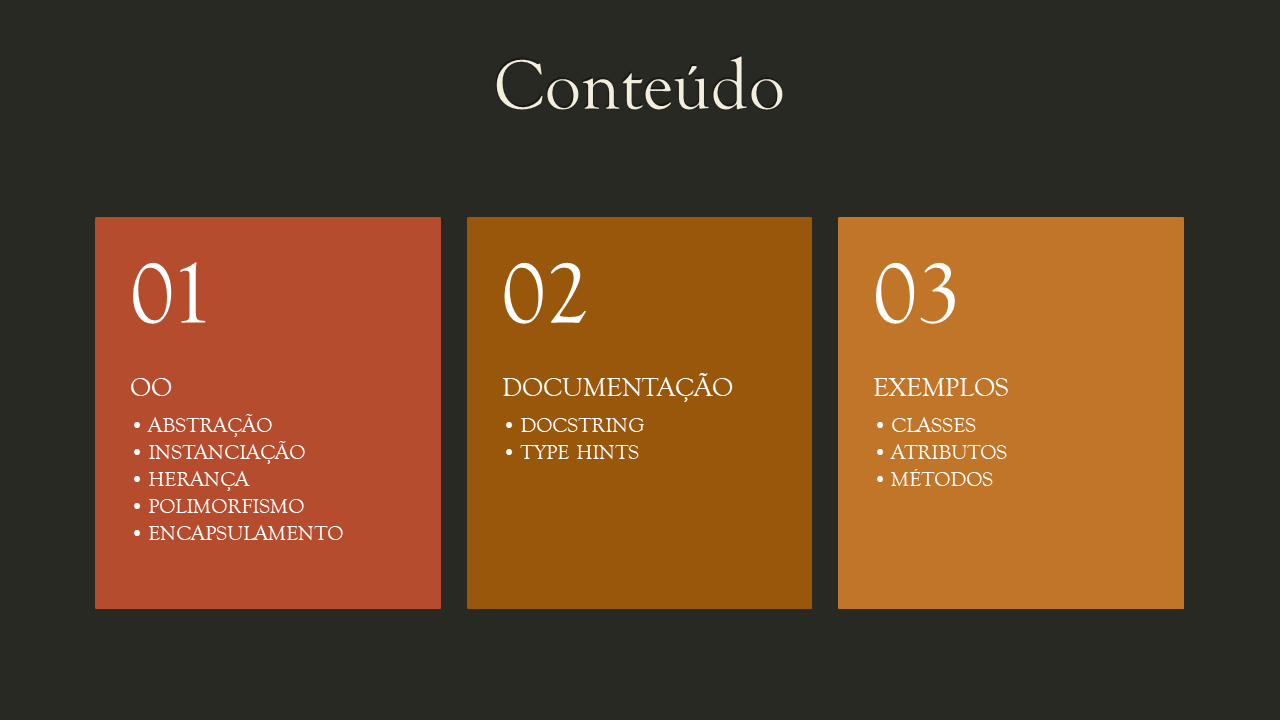 Conteúdo
01
OO
• ABSTRAÇÃO
• INSTANCIAÇÃO
• HERANÇA
• POLIMORFISMO
• ENCAPSULAMENTO
02
DOCUMENTAÇÃO
• DOCSTRING
• TYPE HINTS
03
EXEMPLOS
• CLASSES
• ATRIBUTOS
• MÉTODOS